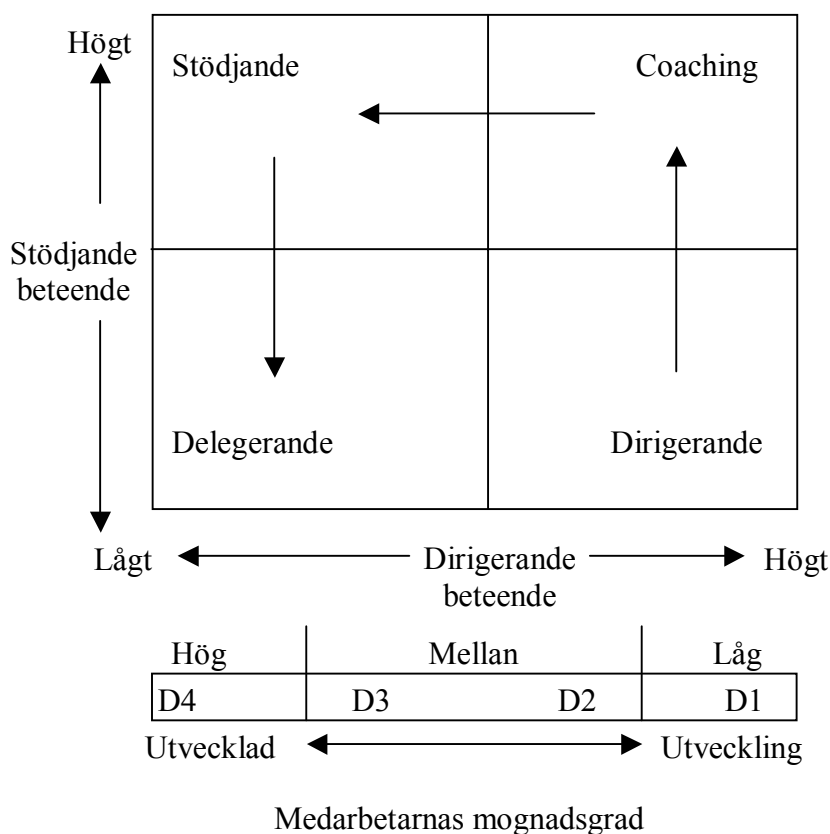 Högt
Stödjande
Coaching
Stödjande
beteende
Delegerande
Dirigerande
Lågt
Dirigerande
beteende
Högt
Hög
Mellan
Låg
D4
D3
D2
D1
Utvecklad
Utveckling
Medarbetarnas mognadsgrad